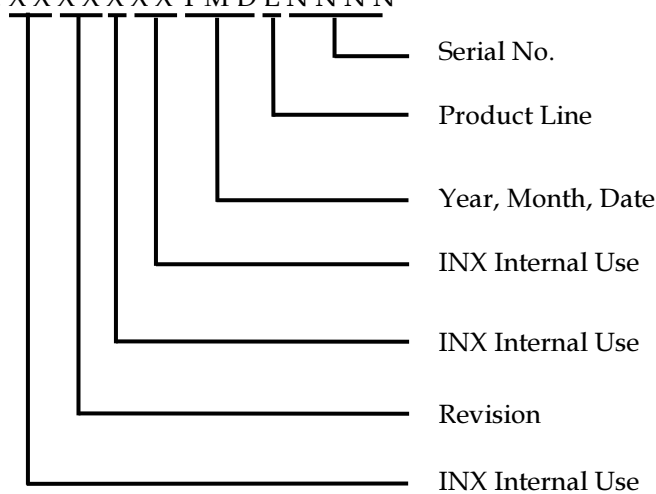 X X X X X X X Y M D L N N N N
Serial No.
Product Line
Year, Month, Date
INX Internal Use
INX Internal Use
Revision
INX Internal Use